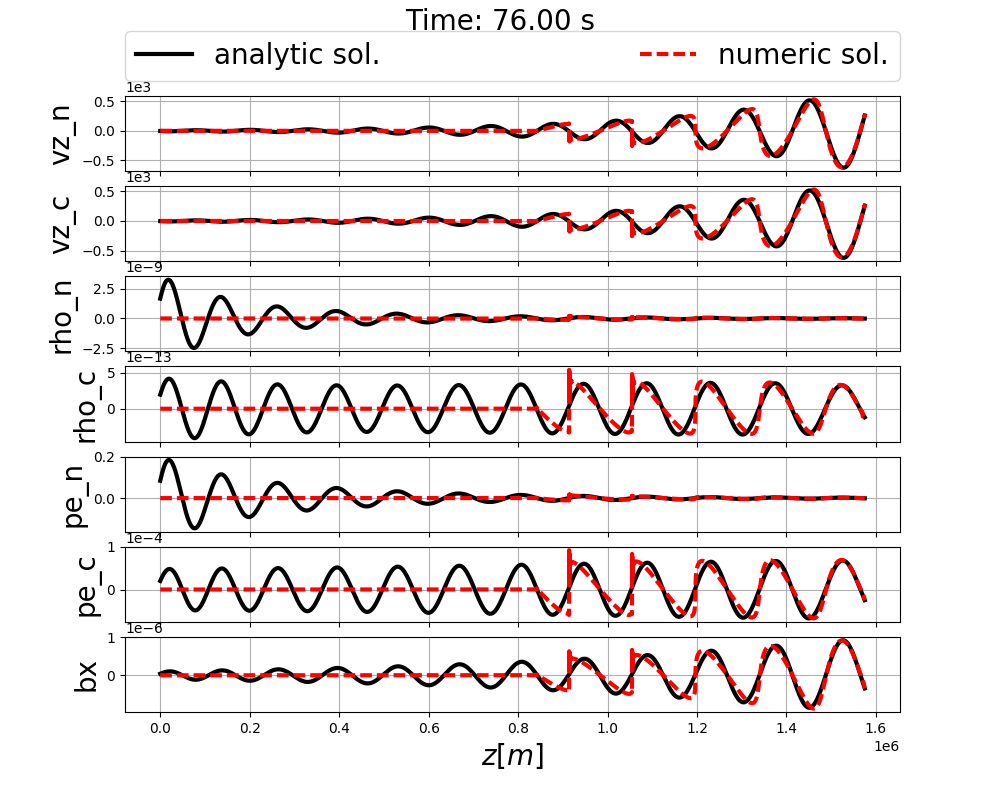 Time: 76.00 s
analytic sol. numeric sol.
1e3
vz_n
0.5
0.0
−0.5
1e3
vz_c
0.5
0.0
−0.5
1e−9
rho_n
2.5
0.0
−2.5
1e−13
rho_c
5
0
pe_n
0.2
0.0
1e−4
pe_c
1
0
1e−6
bx
1
0
0.0 0.2 0.4 0.6 0.8 1.0 1.2 1.4 1.6
1e6
z[m]